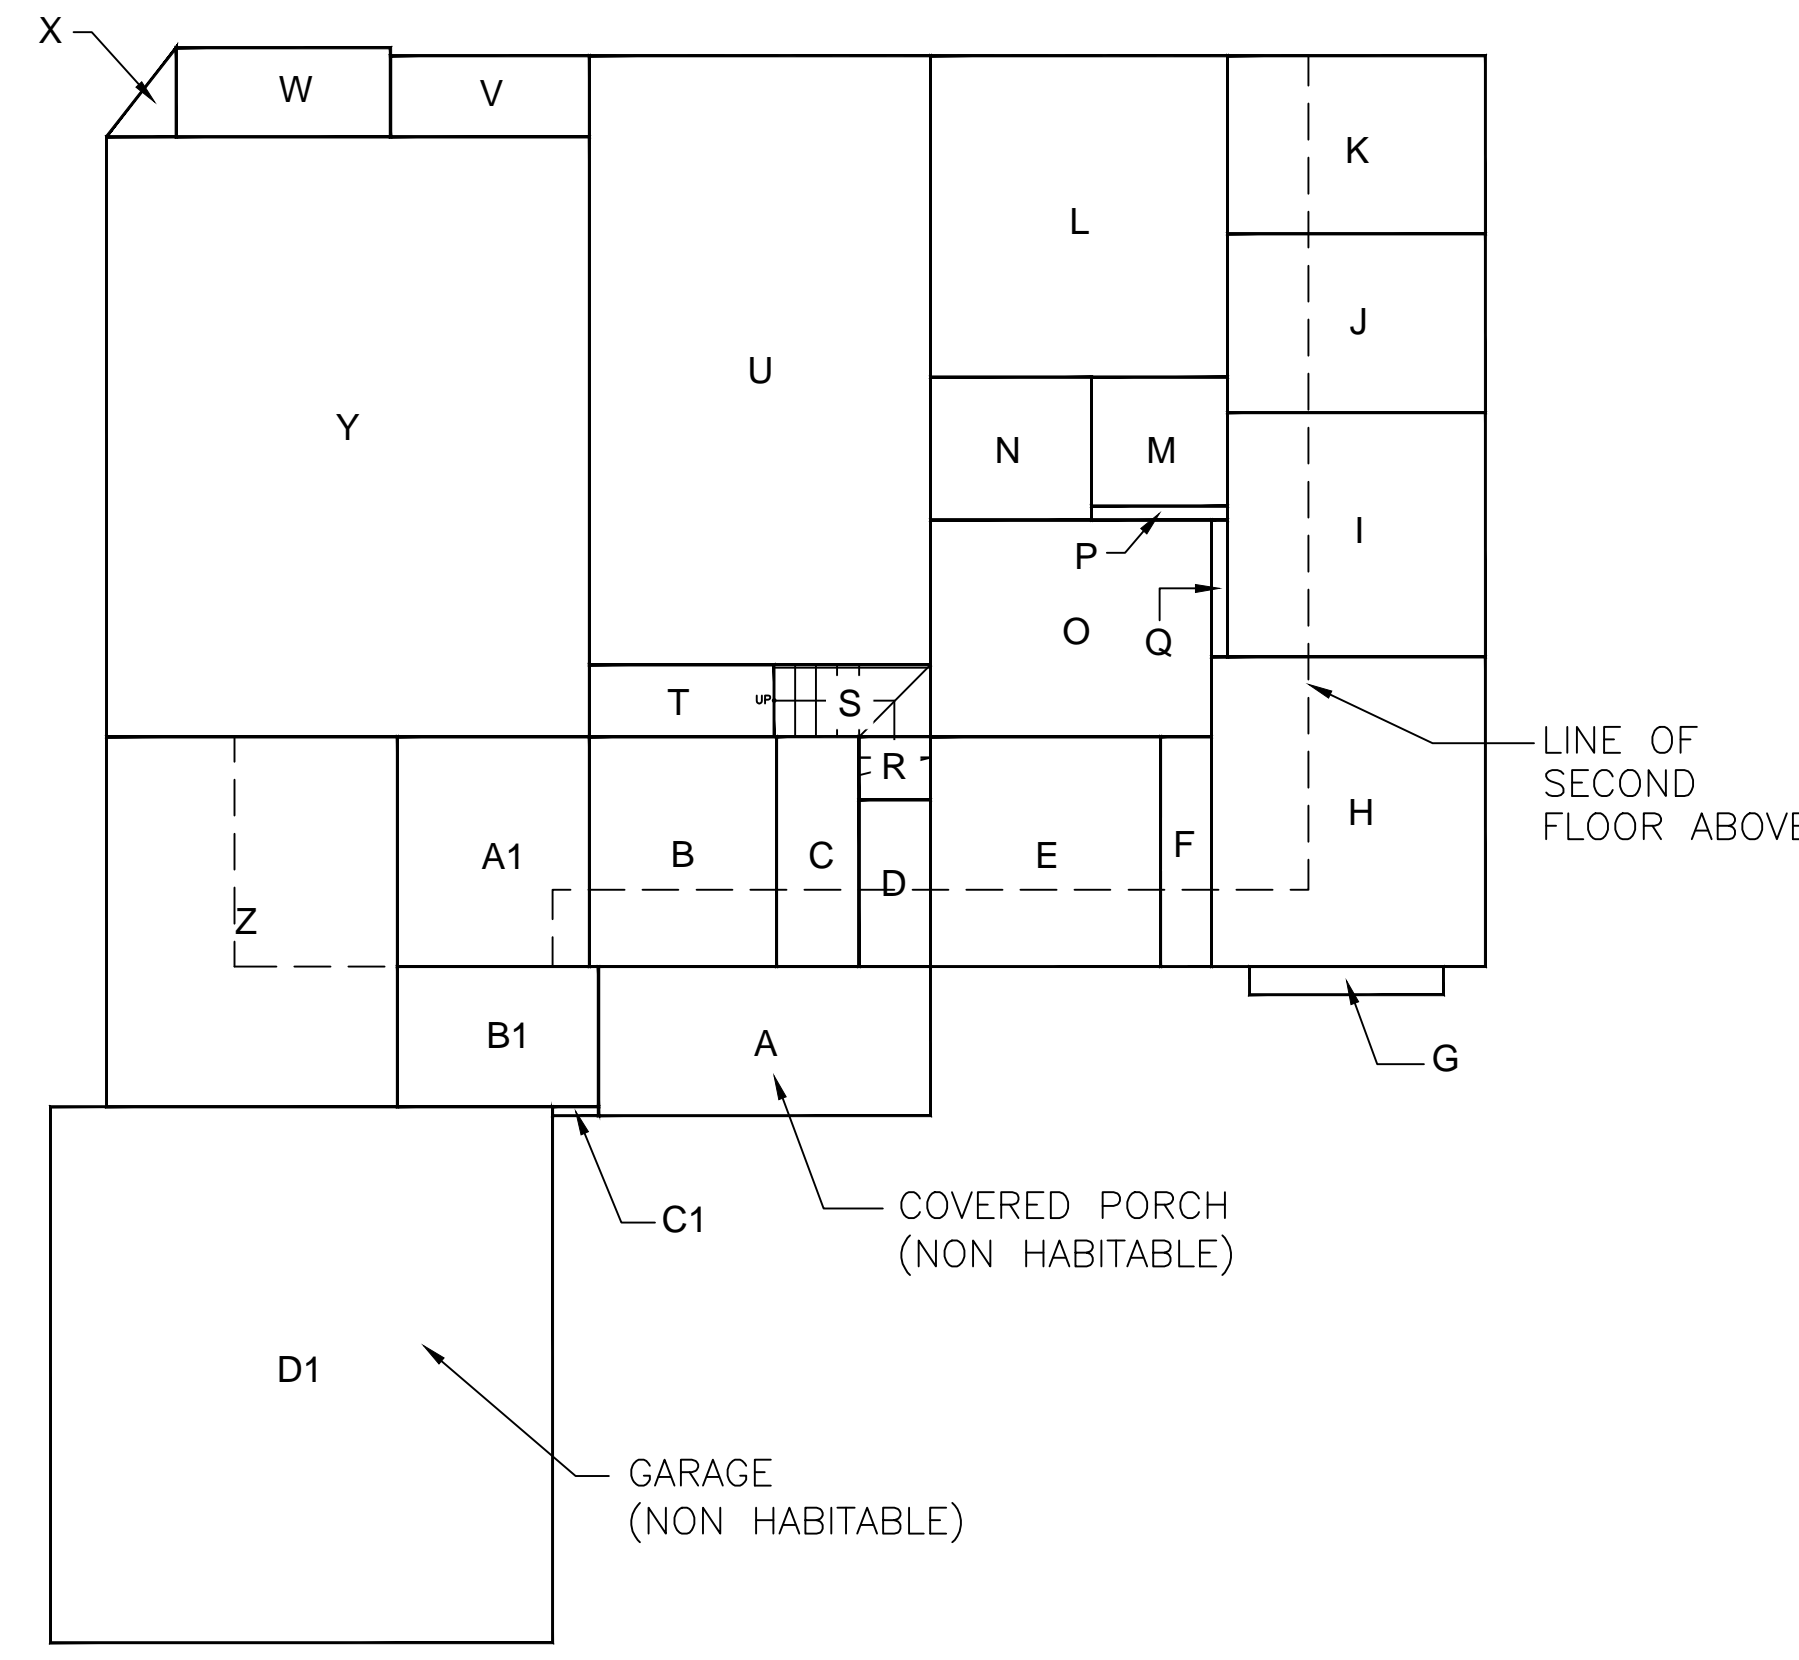 X
W
V
K
L
J
U
Y
N
M
I
P
O
Q
T
UP
S
LINE OF
SECOND
FLOOR ABOVE
R
H
A1
B
C
D
E
F
Z
B1
A
G
C1
COVERED PORCH
(NON HABITABLE)
D1
GARAGE
(NON HABITABLE)